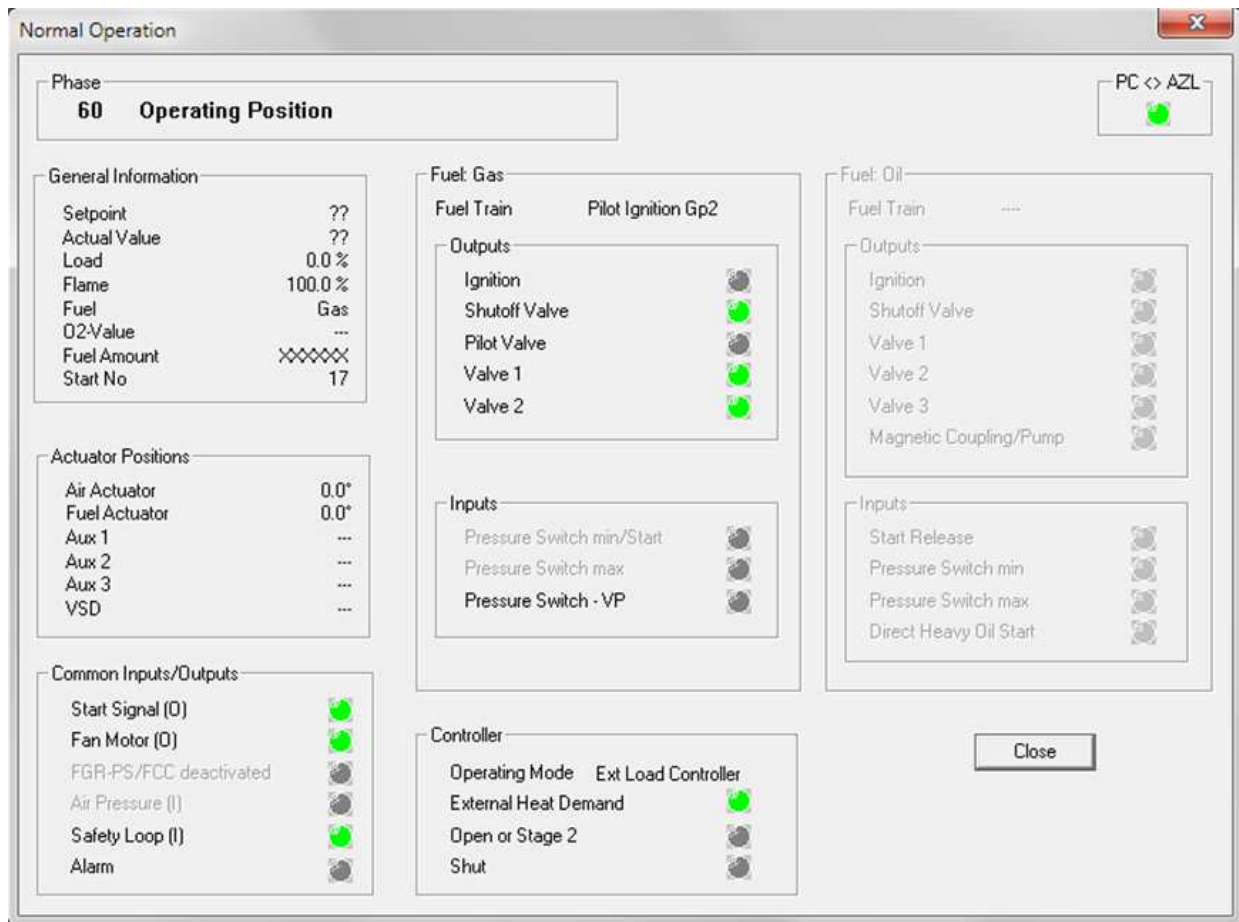 Normal Operation
Phase
60 Operating Position
PC <> AZL
General Information
Setpoint ??
Actual Value ??
Load 0.0 %
Flame 100.0 %
Fuel Gas
O2-Value ---
Fuel Amount XXXXXX
Start No 17
Actuator Positions
Air Actuator 0.0°
Fuel Actuator 0.0°
Aux 1 ---
Aux 2 ---
Aux 3 ---
VSD ---
Common Inputs/Outputs
Start Signal (O)
Fan Motor (O)
FGR-PS/FCC deactivated
Air Pressure (I)
Safety Loop (I)
Alarm
Fuel: Gas
Fuel Train Pilot Ignition Gp2
Outputs
Ignition
Shutoff Valve
Pilot Valve
Valve 1
Valve 2
Inputs
Pressure Switch min/Start
Pressure Switch max
Pressure Switch - VP
Controller
Operating Mode Ext Load Controller
External Heat Demand
Open or Stage 2
Shut
Fuel: Oil
Fuel Train ----
Outputs
Ignition
Shutoff Valve
Valve 1
Valve 2
Valve 3
Magnetic Coupling/Pump
Inputs
Start Release
Pressure Switch min
Pressure Switch max
Direct Heavy Oil Start
Close